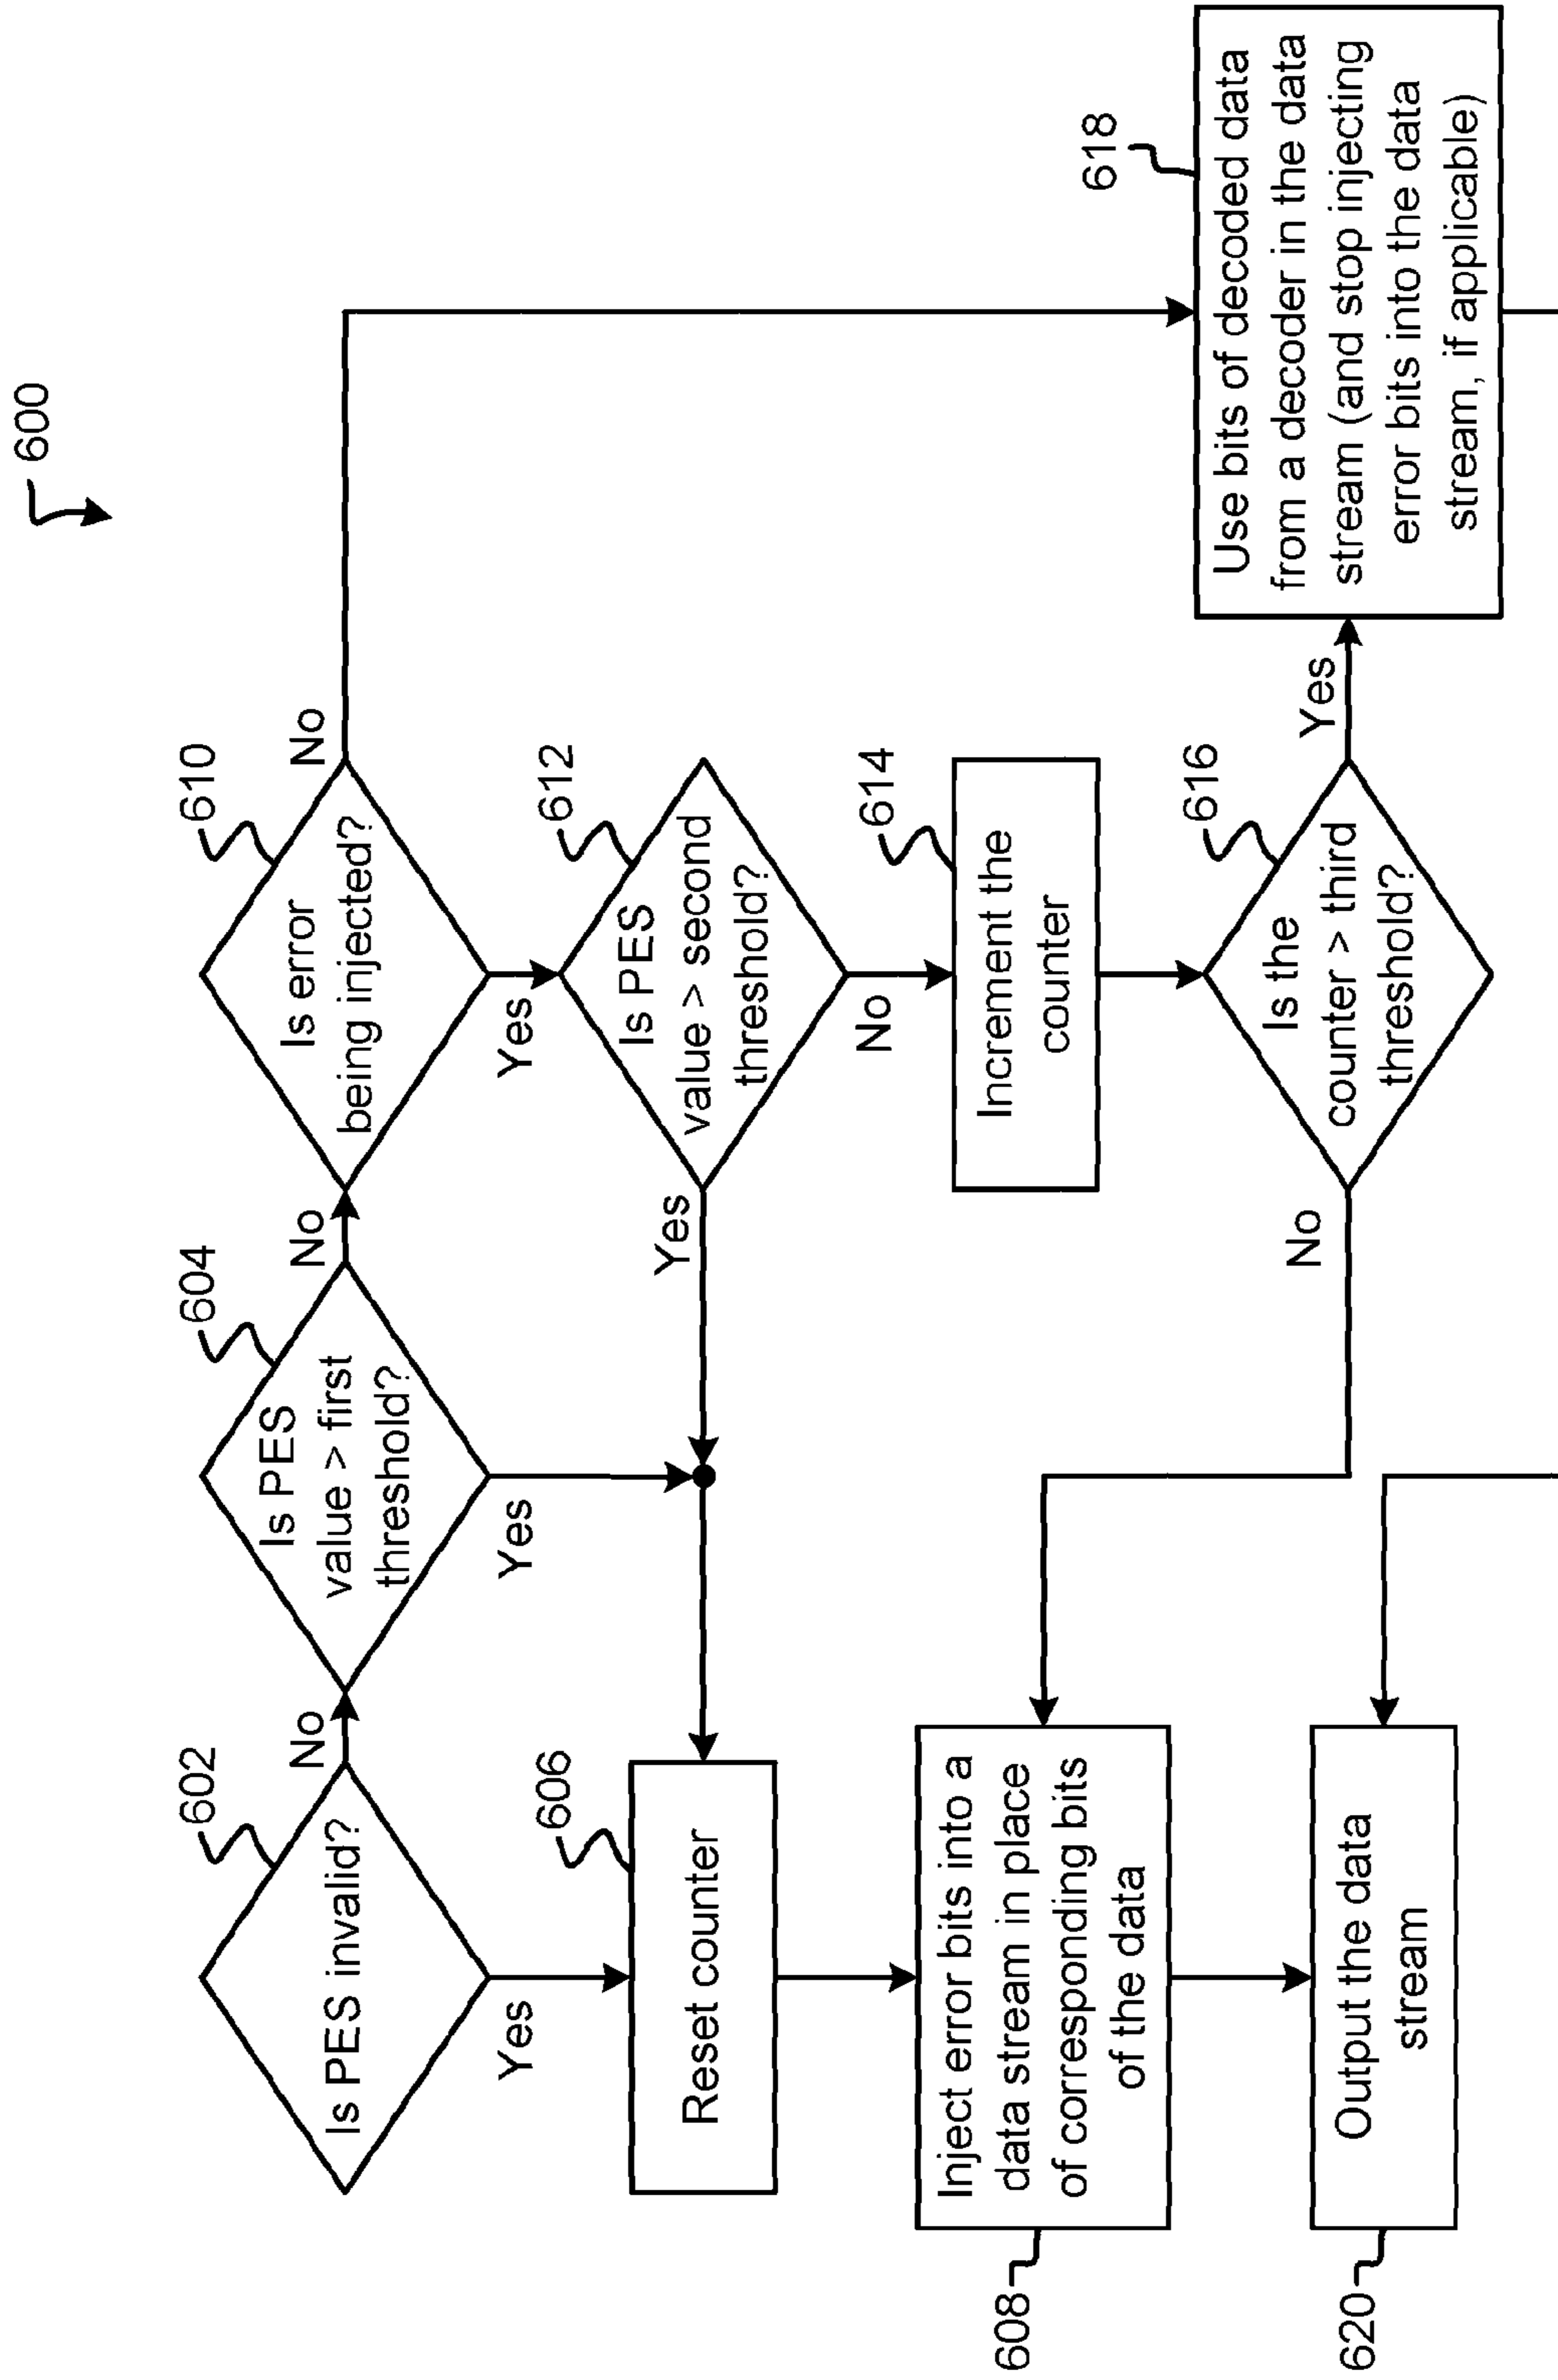 600
602
Is PES invalid?
No
Yes
604
Is PES
value > first
threshold?
No
Yes
610
Is error
being injected?
No
Yes
606
Reset counter
612
Is PES
value > second
threshold?
Yes
No
608
Inject error bits into a
data stream in place
of corresponding bits
of the data
614
Increment the
counter
616
Is the
counter > third
threshold?
No
Yes
618
Use bits of decoded data
from a decoder in the data
stream (and stop injecting
error bits into the data
stream, if applicable)
620
Output the data
stream